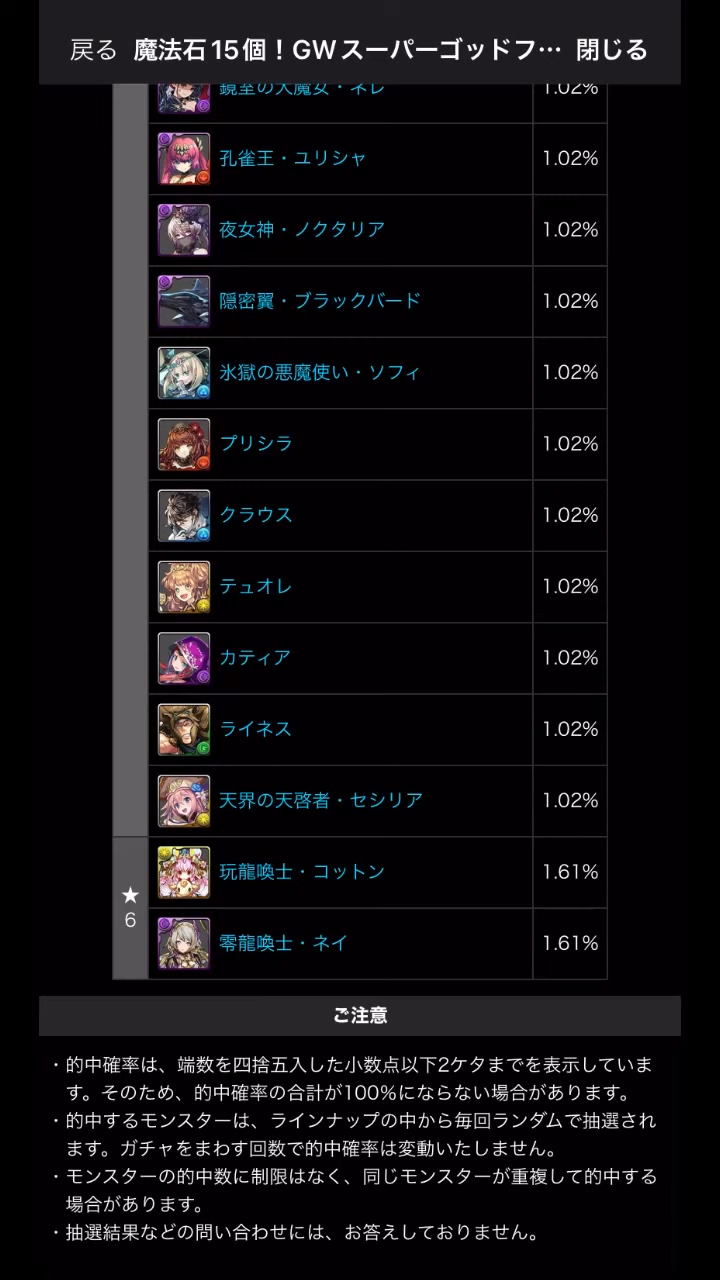 戻る 魔法石15個！GWスーパーゴッドフ… 閉じる
鏡室の大魔女・ネレ 1.02%
孔雀王・ユリシャ 1.02%
夜女神・ノクタリア 1.02%
隠密翼・ブラックバード 1.02%
氷獄の悪魔使い・ソフィ 1.02%
プリシラ 1.02%
クラウス 1.02%
テュオレ 1.02%
カティア 1.02%
ライネス 1.02%
天界の天啓者・セシリア 1.02%
★
6
玩龍喚士・コットン 1.61%
零龍喚士・ネイ 1.61%
ご注意
・的中確率は、端数を四捨五入した小数点以下2ケタまでを表示していま
す。そのため、的中確率の合計が100%にならない場合があります。
・的中するモンスターは、ラインナップの中から毎回ランダムで抽選され
ます。ガチャをまわす回数で的中確率は変動いたしません。
・モンスターの的中数に制限はなく、同じモンスターが重複して的中する
場合があります。
・抽選結果などの問い合わせには、お答えしておりません。